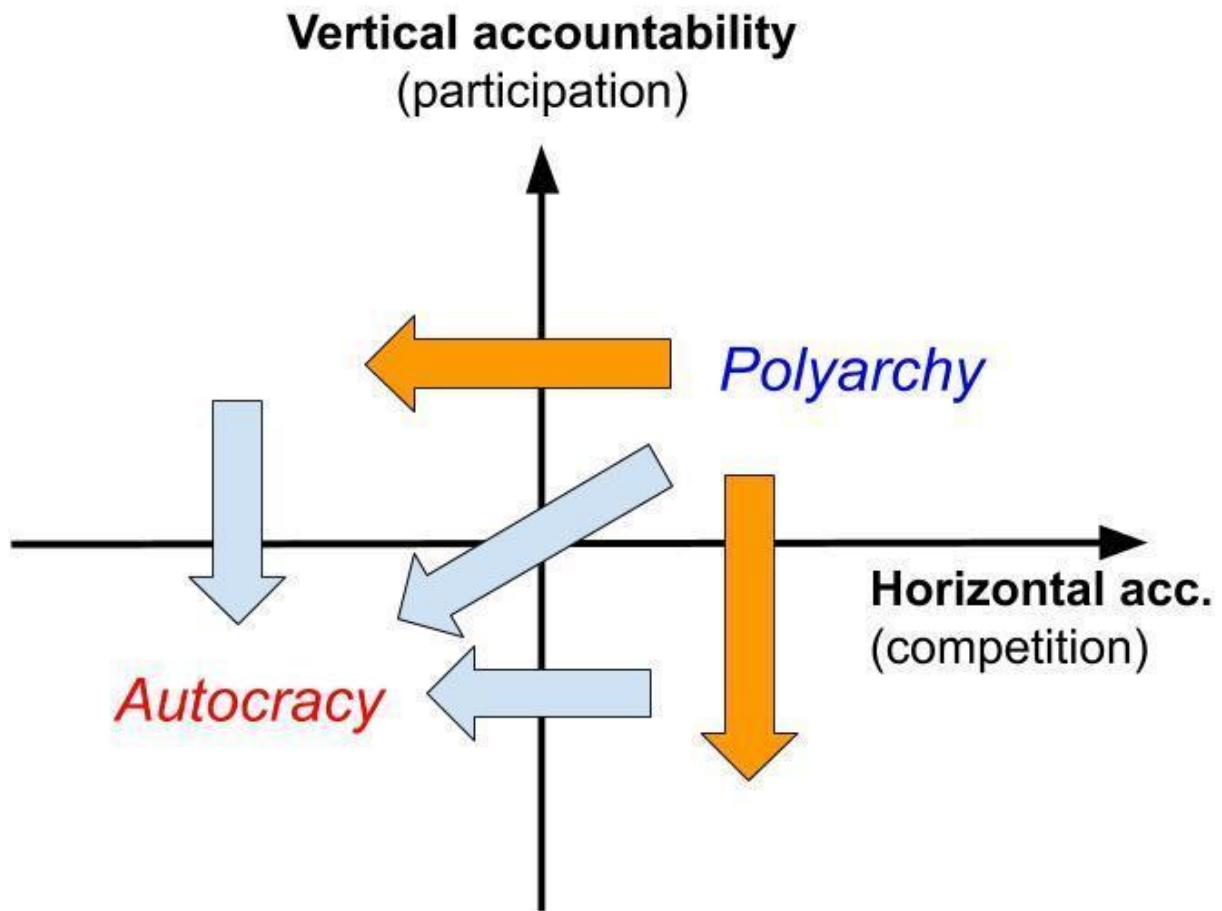 Vertical accountability
(participation)
Polyarchy
Horizontal acc.
(competition)
Autocracy